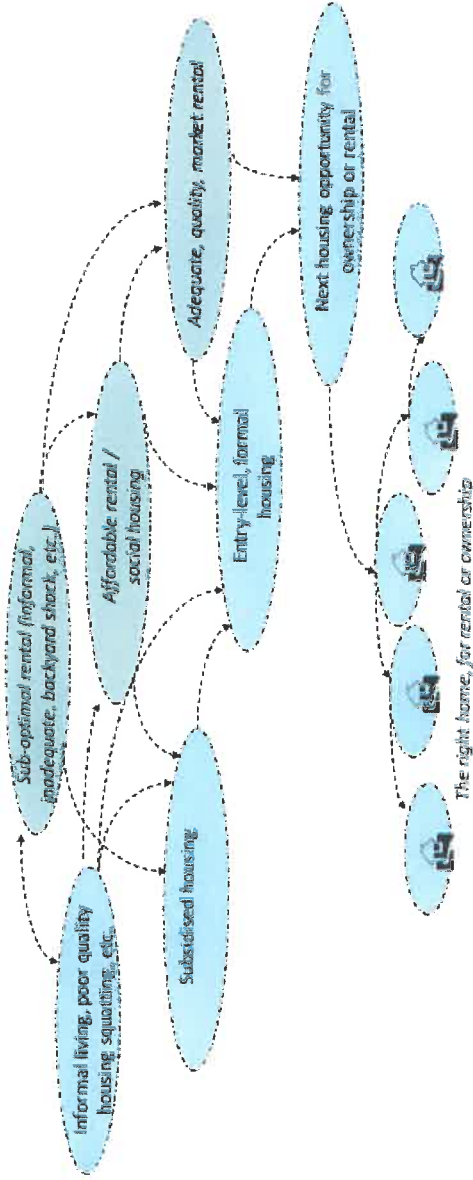 Sub-optimal rental (informal,
inadequate, backyard shack, etc.)
Informal living, poor quality
housing squatting, etc.
Affordable rental /
social housing
Adequate, quality, market rental
Subsidised housing
Entry-level, formal
housing
Next housing opportunity for
ownership or rental
The right home, for rental or ownership